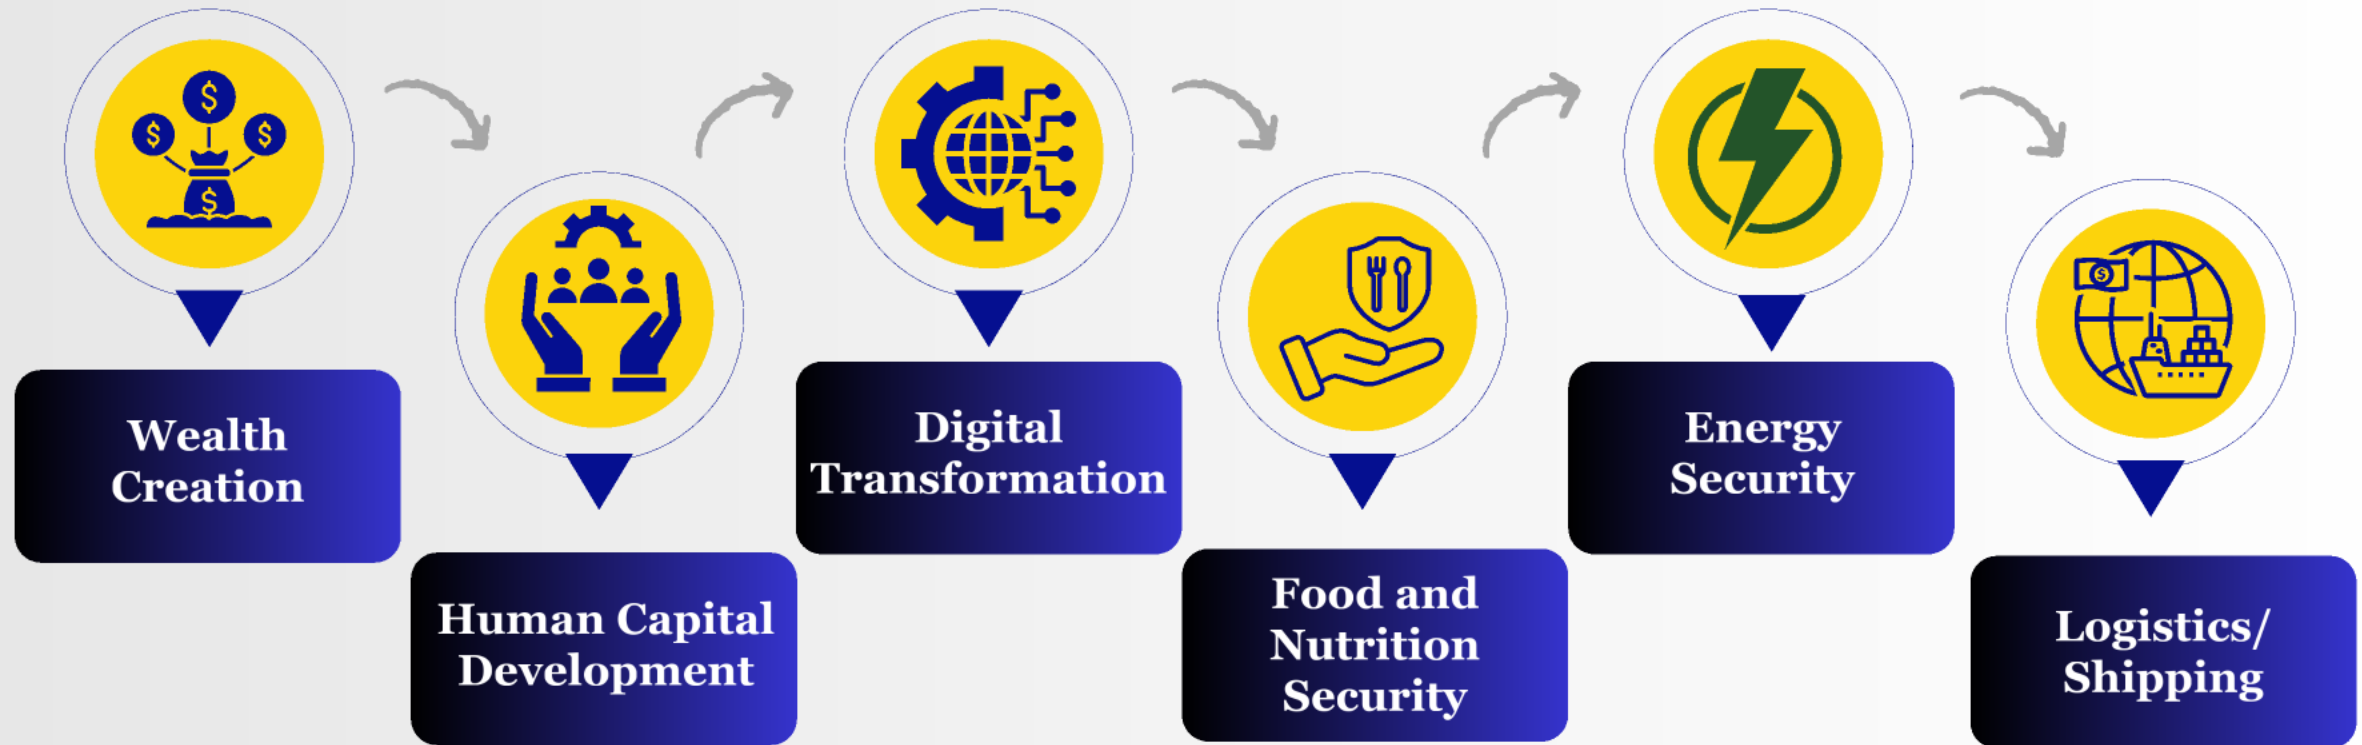 Wealth
Creation
Human Capital
Development
Digital
Transformation
Food and
Nutrition
Security
Energy
Security
Logistics/
Shipping